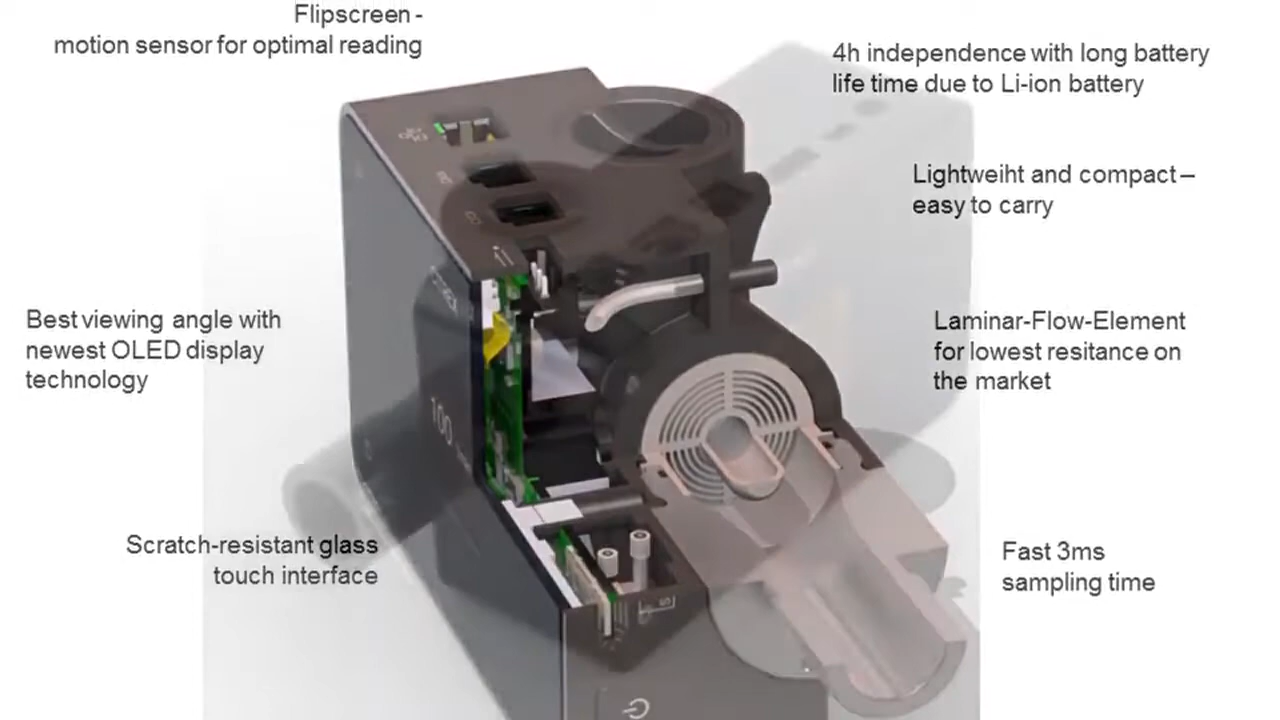 Flipscreen -
motion sensor for optimal reading
4h independence with long battery
life time due to Li-ion battery
Lightweiht and compact –
easy to carry
Best viewing angle with
newest OLED display
technology
Laminar-Flow-Element
for lowest resitance on
the market
Scratch-resistant glass
touch interface
Fast 3ms
sampling time
100